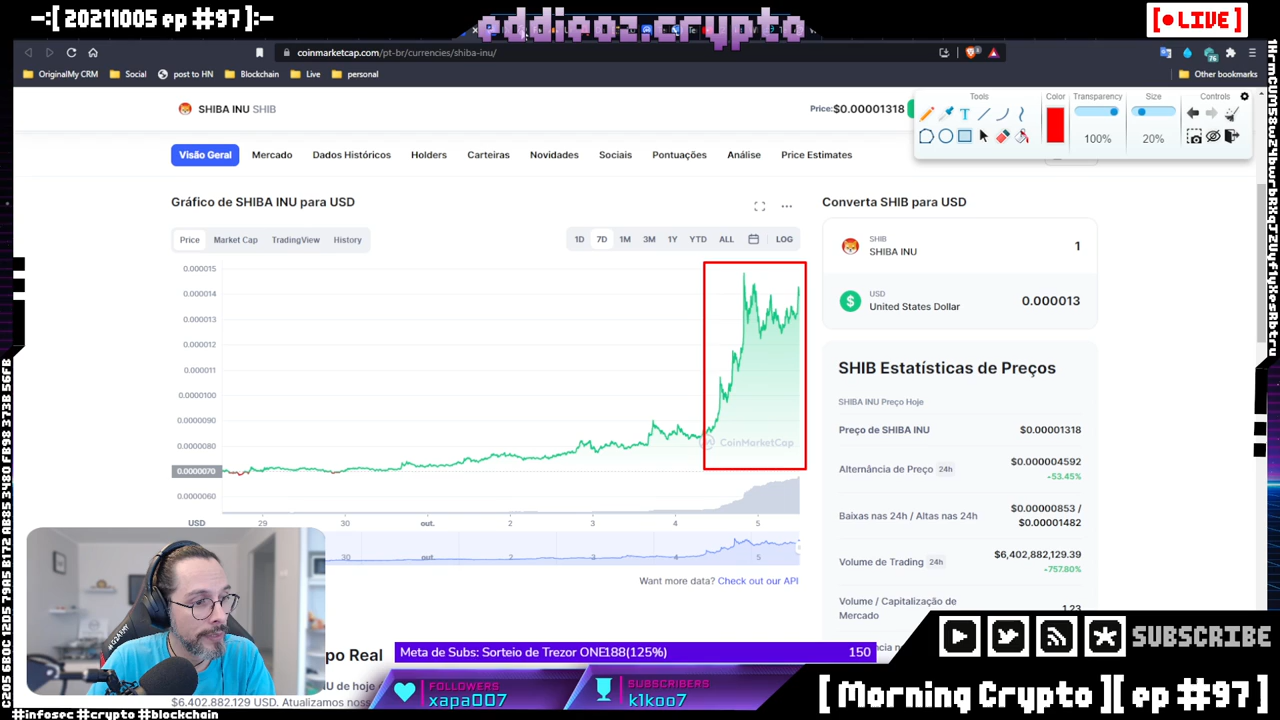 -:[ 20211005 ep #97]:-
eddieoz.crypto
[ • LIVE ]
coinmarketcap.com/pt-br/currencies/shiba-inu/
3
76
OriginalMy CRM
Social
post to HN
Blockchain
Live
personal
Other bookmarks
SHIBA INU SHIB
Price: $0.00001318
Tools
Color
Transparency
Size
Controls
100%
20%
Visão Geral
Mercado
Dados Históricos
Holders
Carteiras
Novidades
Sociais
Pontuações
Análise
Price Estimates
Gráfico de SHIBA INU para USD
Price
Market Cap
TradingView
History
1D
7D
1M
3M
1Y
YTD
ALL
LOG
0.000015
0.000014
0.000013
0.000012
0.000011
0.0000100
0.0000090
0.0000080
0.0000070
0.0000060
CoinMarketCap
USD
29
30
out.
2
3
4
5
30
out.
2
3
4
5
Want more data? Check out our API
Converta SHIB para USD
SHIB
SHIBA INU
1
USD
United States Dollar
0.000013
SHIB Estatísticas de Preços
SHIBA INU Preço Hoje
Preço de SHIBA INU
$0.00001318
Alternância de Preço 24h
$0.000004592
53.45%
Baixas nas 24h / Altas nas 24h
$0.00000853 /
$0.00001482
Volume de Trading 24h
$6,402,882,129.39
757.80%
Volume / Capitalização de
Mercado
1.23
po Real
de hoje
$6.402.882.129 USD. Atualizamos
Meta de Subs: Sorteio de Trezor ONE188(125%)
150
FOLLOWERS
xapa007
SUBSCRIBERS
k1koo7
SUBSCRIBE
[ Morning Crypto ][ ep #97 ]
#infosec #crypto #blockchain